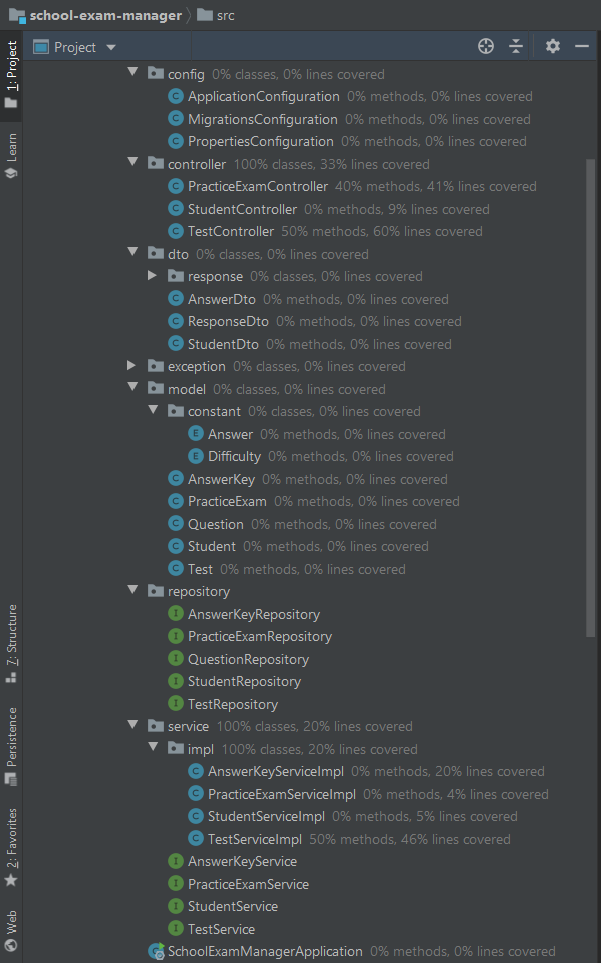 school-exam-manager src
Project
config 0% classes, 0% lines covered
ApplicationConfiguration 0% methods, 0% lines covered
MigrationsConfiguration 0% methods, 0% lines covered
PropertiesConfiguration 0% methods, 0% lines covered
controller 100% classes, 33% lines covered
PracticeExamController 40% methods, 41% lines covered
StudentController 0% methods, 9% lines covered
TestController 50% methods, 60% lines covered
dto 0% classes, 0% lines covered
response 0% classes, 0% lines covered
AnswerDto 0% methods, 0% lines covered
ResponseDto 0% methods, 0% lines covered
StudentDto 0% methods, 0% lines covered
exception 0% classes, 0% lines covered
model 0% classes, 0% lines covered
constant 0% classes, 0% lines covered
Answer 0% methods, 0% lines covered
Difficulty 0% methods, 0% lines covered
AnswerKey 0% methods, 0% lines covered
PracticeExam 0% methods, 0% lines covered
Question 0% methods, 0% lines covered
Student 0% methods, 0% lines covered
Test 0% methods, 0% lines covered
repository
AnswerKeyRepository
PracticeExamRepository
QuestionRepository
StudentRepository
TestRepository
service 100% classes, 20% lines covered
impl 100% classes, 20% lines covered
AnswerKeyServiceImpl 0% methods, 20% lines covered
PracticeExamServiceImpl 0% methods, 4% lines covered
StudentServiceImpl 0% methods, 5% lines covered
TestServiceImpl 50% methods, 46% lines covered
AnswerKeyService
PracticeExamService
StudentService
TestService
SchoolExamManagerApplication 0% methods, 0% lines covered
1: Project
Learn
7: Structure
Persistence
2: Favorites
Web